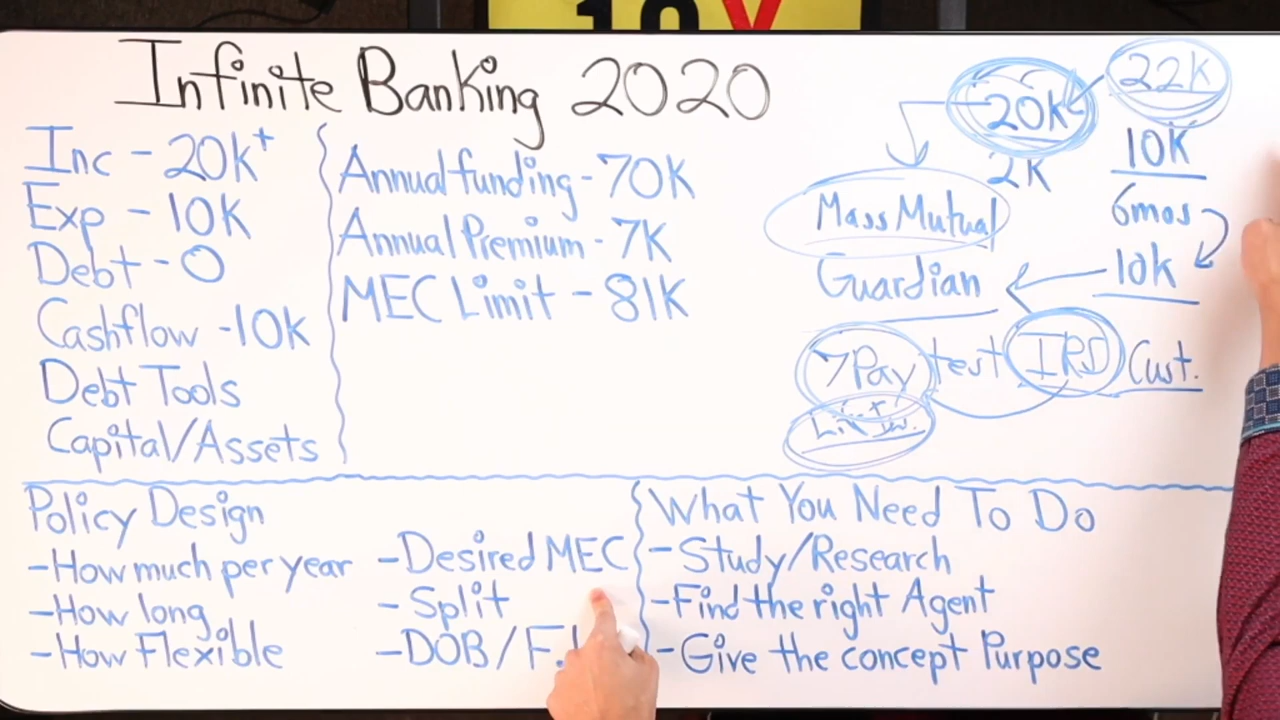 Infinite Banking 2020
Inc - 20K+
Exp - 10K
Debt - 0
Cashflow - 10K
Debt Tools
Capital/Assets
Annual funding - 70K
Annual Premium - 7K
MEC Limit - 81K
20K
22K
2K
10K
6mos
10K
Mass Mutual
Guardian
7 Pay test IRS Cust.
Policy Design
- How much per year
- How long
- How Flexible
- Desired MEC
- Split
- DOB /
What You Need To Do
- Study/Research
- Find the right Agent
- Give the concept Purpose